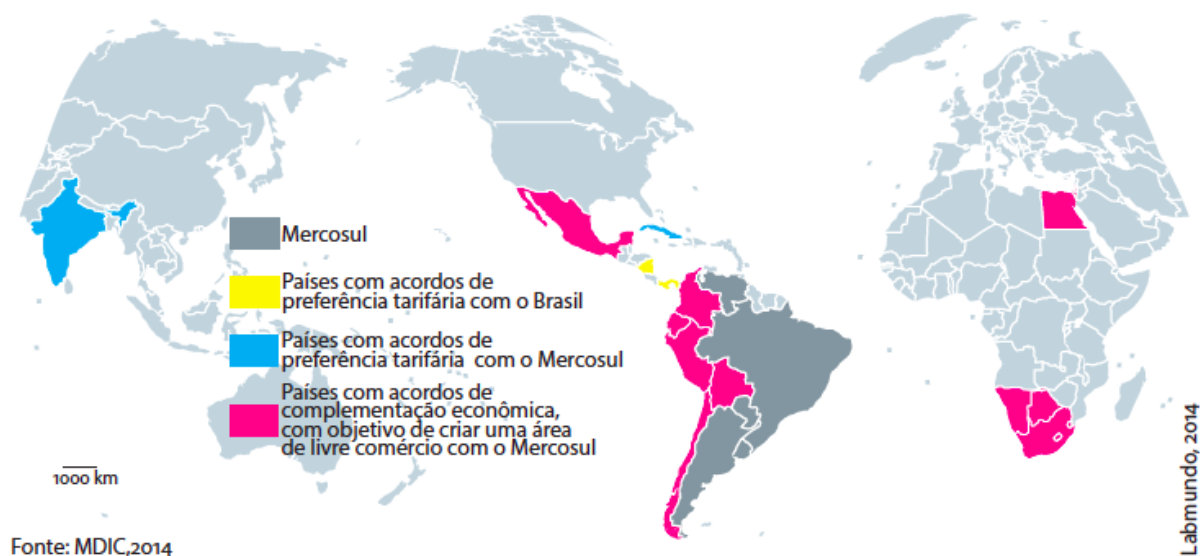 Mercosul
Países com acordos de
preferência tarifária com o Brasil
Países com acordos de
preferência tarifária com o Mercosul
Países com acordos de
complementação econômica,
com objetivo de criar uma área
de livre comércio com o Mercosul
1000 km
Fonte: MDIC,2014
Labmundo, 2014